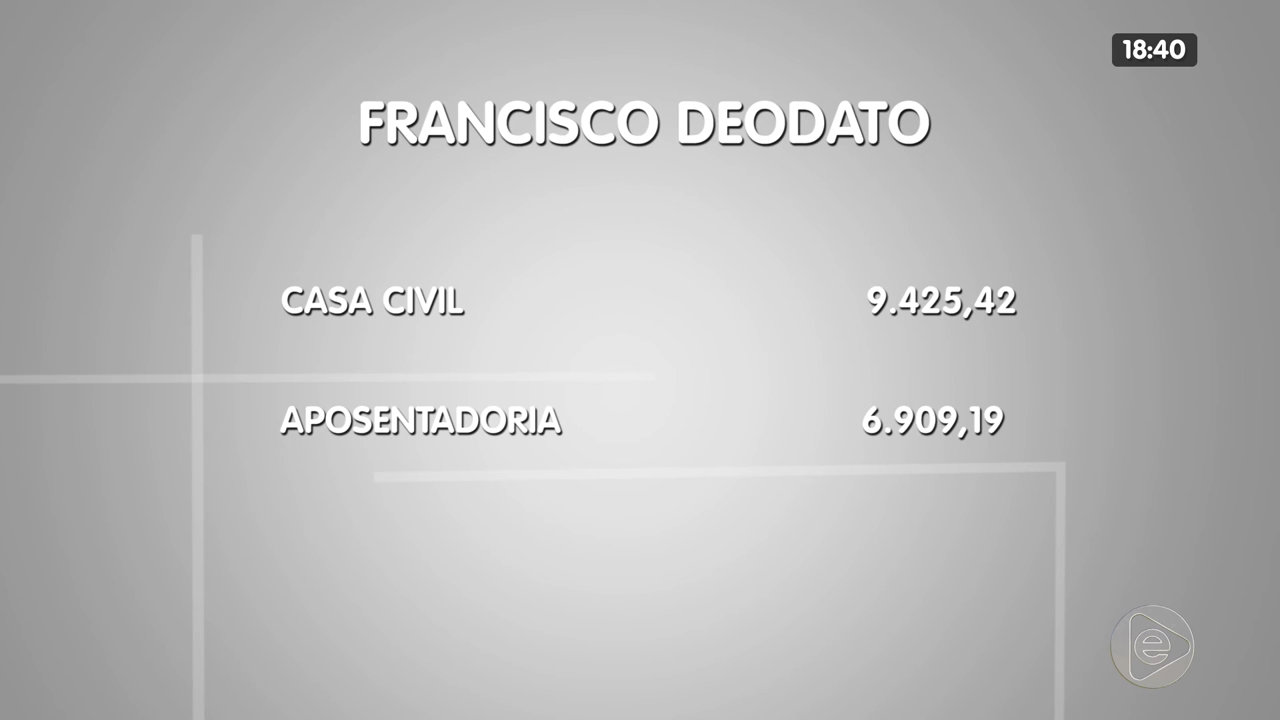 18:40
FRANCISCO DEODATO
CASA CIVIL 9.425,42
APOSENTADORIA 6.909,19
e